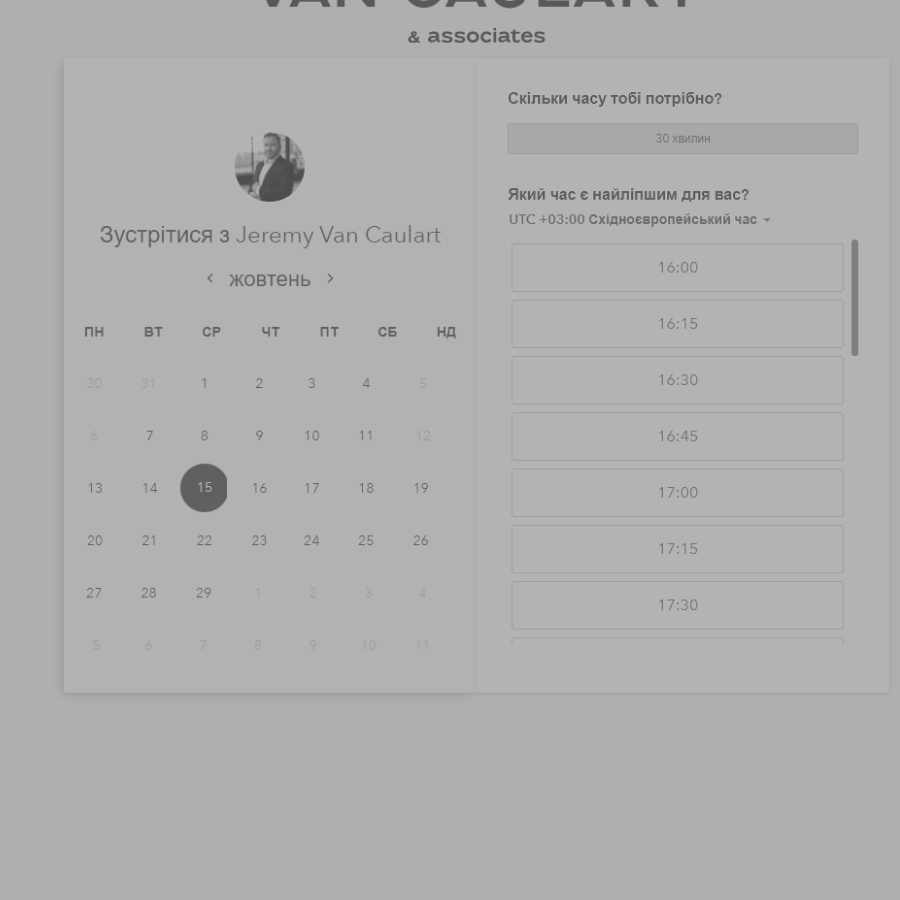 VAN CAULART
& associates
Зустрітися з Jeremy Van Caulart
жовтень
ПН ВТ СР ЧТ ПТ СБ НД
30 31 1 2 3 4 5
6 7 8 9 10 11 12
13 14 15 16 17 18 19
20 21 22 23 24 25 26
27 28 29 1 2 3 4
5 6 7 8 9 10 11
Скільки часу тобі потрібно?
30 хвилин
Який час є найліпшим для вас?
UTC +03:00 Східноєвропейський час
16:00
16:15
16:30
16:45
17:00
17:15
17:30